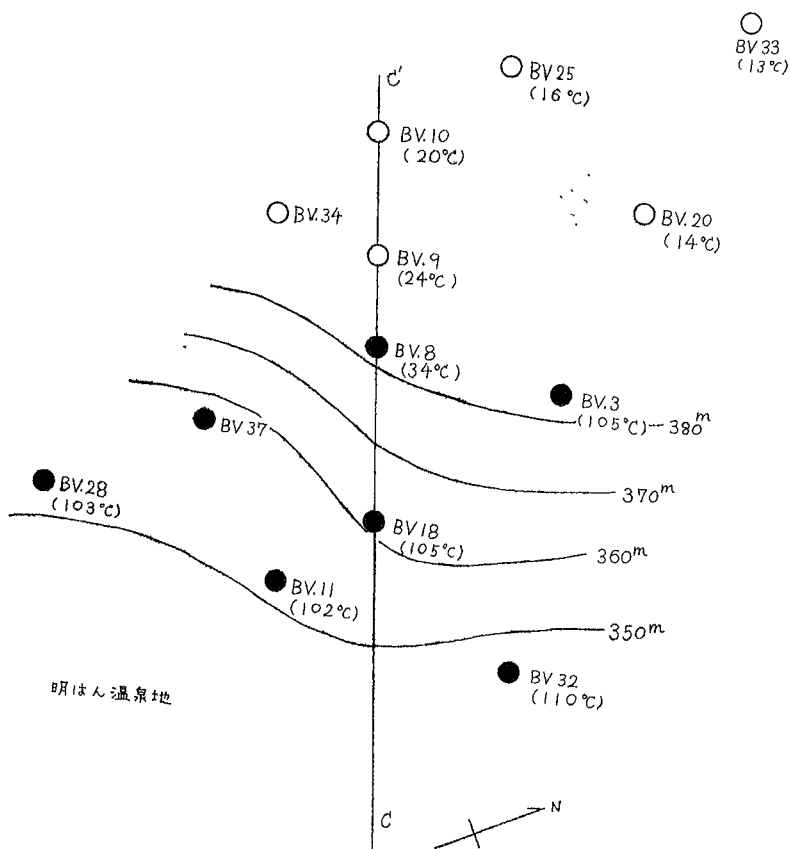 BV 33
(13℃)
C'
BV 25
(16℃)
BV.10
(20℃)
BV.34
BV.20
(14℃)
BV.9
(24℃)
BV.8
(34℃)
BV.3
(105℃)
380m
BV 37
370m
BV.28
(103℃)
BV 18
(105℃)
360m
BV.11
(102℃)
350m
BV 32
(110℃)
明ばん温泉地
C
N